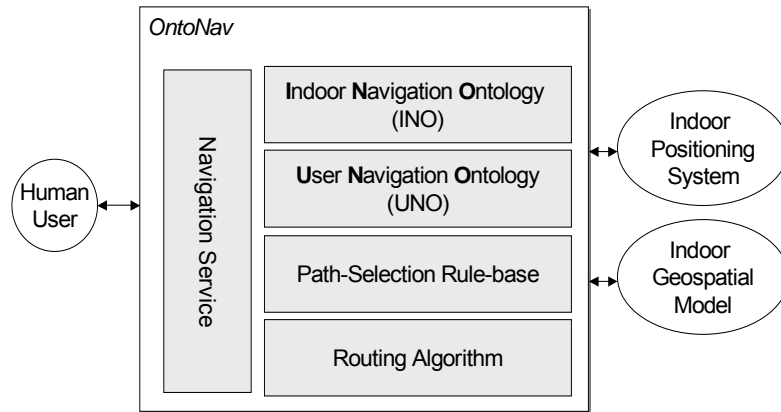 OntoNav
Navigation Service
Indoor Navigation Ontology
(INO)
User Navigation Ontology
(UNO)
Path-Selection Rule-base
Routing Algorithm
Human
User
Indoor
Positioning
System
Indoor
Geospatial
Model